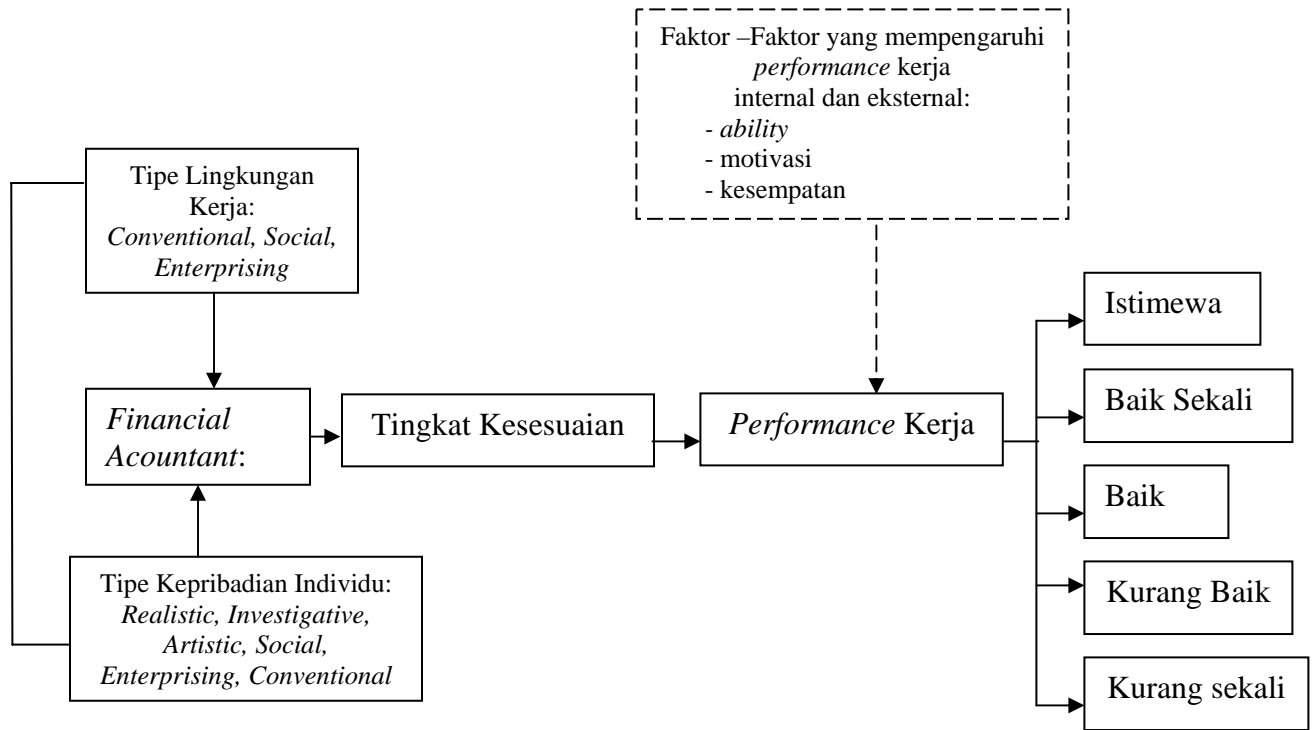 Faktor –Faktor yang mempengaruhi
performance kerja
internal dan eksternal:
- ability
- motivasi
- kesempatan
Tipe Lingkungan
Kerja:
Conventional, Social,
Enterprising
Financial
Acountant:
Tipe Kepribadian Individu:
Realistic, Investigative,
Artistic, Social,
Enterprising, Conventional
Tingkat Kesesuaian
Performance Kerja
Istimewa
Baik Sekali
Baik
Kurang Baik
Kurang sekali